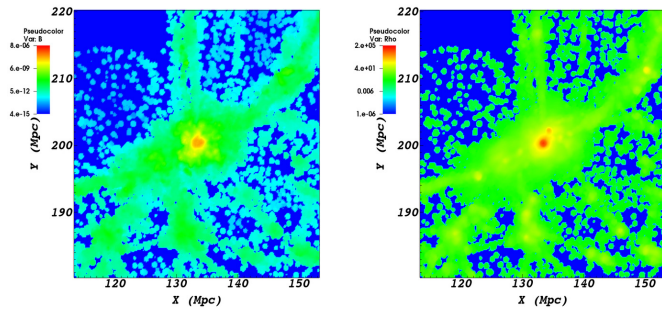 Pseudocolor
Var: B
8.e-06
6.e-09
5.e-12
4.e-15
220
210
200
190
Y (Mpc)
120
130
140
150
X (Mpc)
Pseudocolor
Var: Rho
2.e+05
4.e+01
0.006
1.e-06
220
210
200
190
Y (Mpc)
120
130
140
150
X (Mpc)